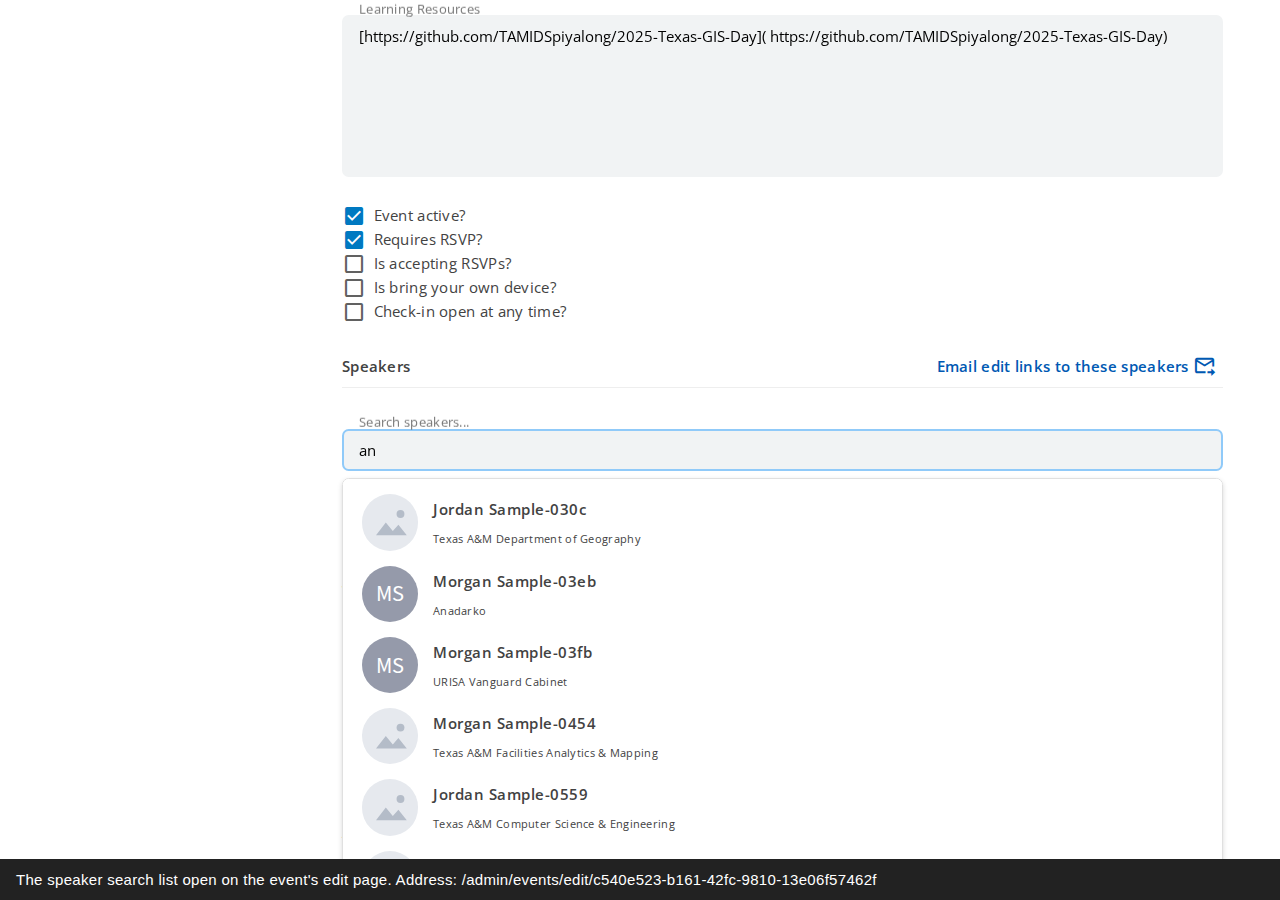 Learning Resources
[https://github.com/TAMIDSpiyalong/2025-Texas-GIS-Day]( https://github.com/TAMIDSpiyalong/2025-Texas-GIS-Day)
Event active?
Requires RSVP?
Is accepting RSVPs?
Is bring your own device?
Check-in open at any time?
Speakers
Email edit links to these speakers
Search speakers...
an
Jordan Sample-030c
Texas A&M Department of Geography
MS
Morgan Sample-03eb
Anadarko
MS
Morgan Sample-03fb
URISA Vanguard Cabinet
Morgan Sample-0454
Texas A&M Facilities Analytics & Mapping
Jordan Sample-0559
Texas A&M Computer Science & Engineering
The speaker search list open on the event's edit page. Address: /admin/events/edit/c540e523-b161-42fc-9810-13e06f57462f